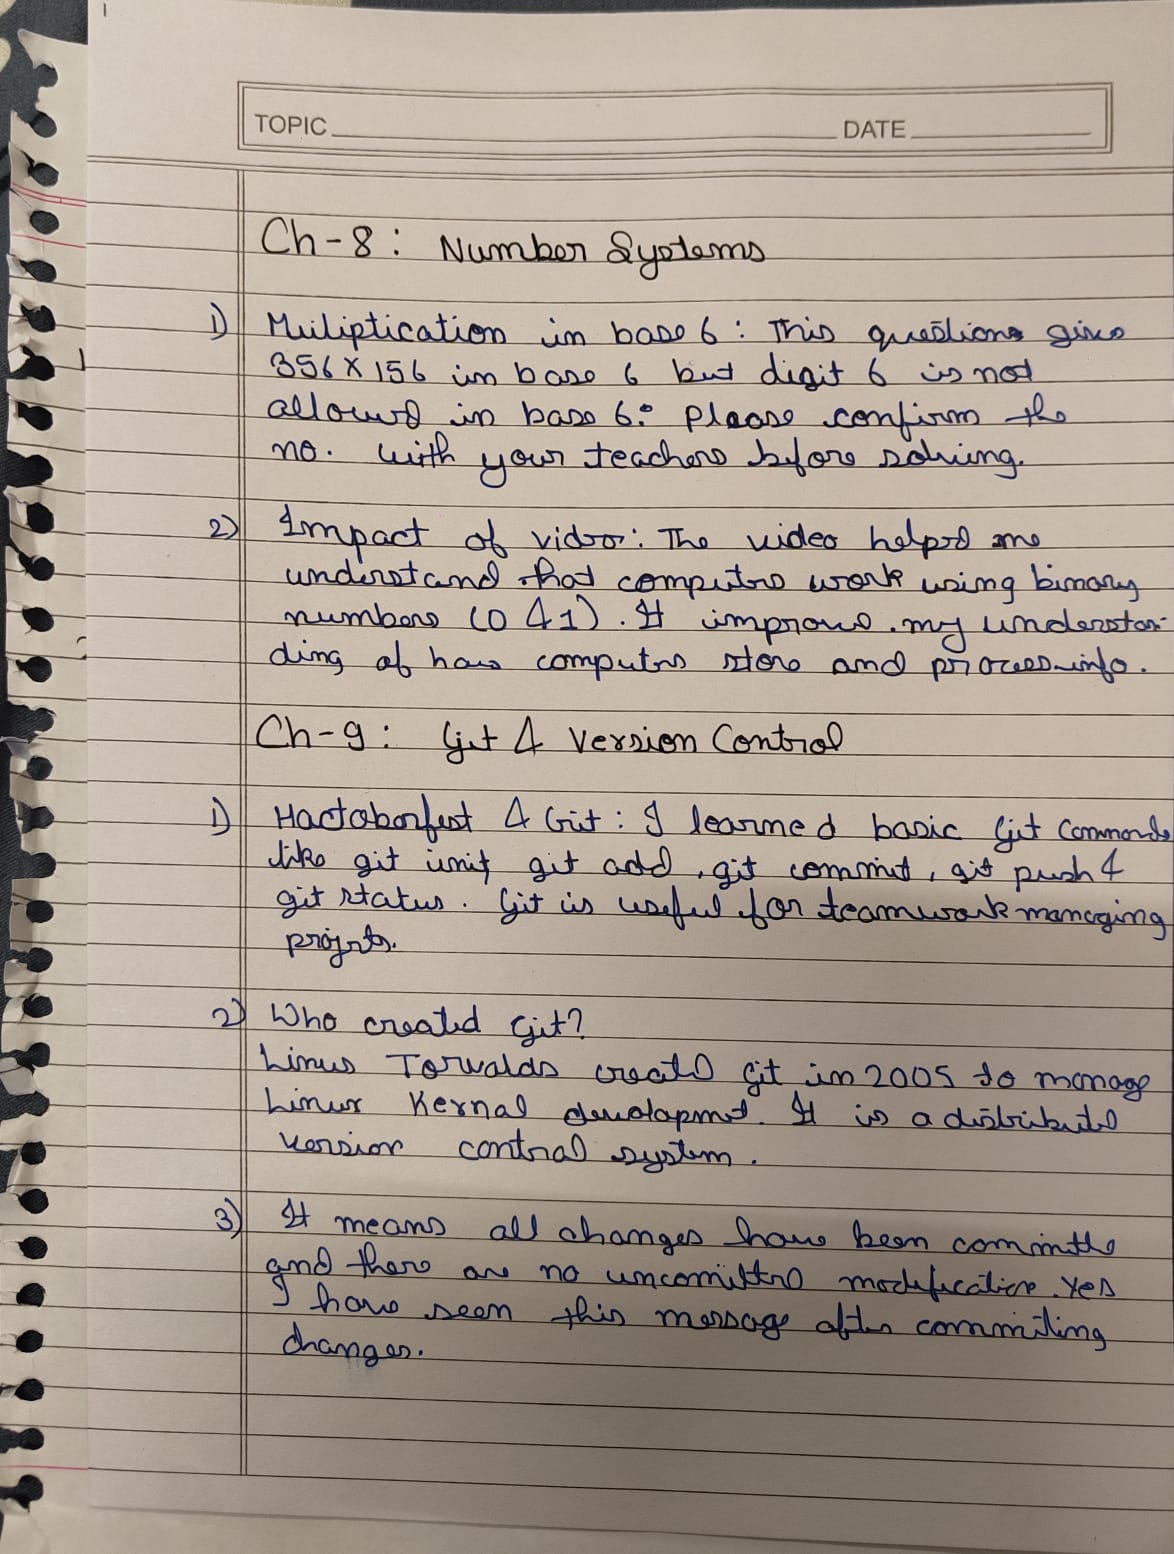 TOPIC DATE
Ch-8: Number Systems
1) Muiliptication in base 6: This questions gives
356 X 156 in base 6 but digit 6 is not
allowed in base 6. Please confirm the
no. with your teachers before solving.
2) Impact of video: The video helped me
understand that computers work using binary
numbers (0 & 1). It improve my understan-
ding of how computers store and process info.
Ch-9: Git & Version Control
1) Hactoberfest & Git: I learned basic Git Commands
like git init, git add, git commit, git push &
git status. Git is useful for teamwork managing
projects.
2) Who created Git?
Linus Torvalds created git in 2005 to manage
Linux Kernal development. It is a distributed
version control system.
3) It means all changes have been committed
and there are no uncomitted modification. Yes
I have seen this message after commiting
changes.